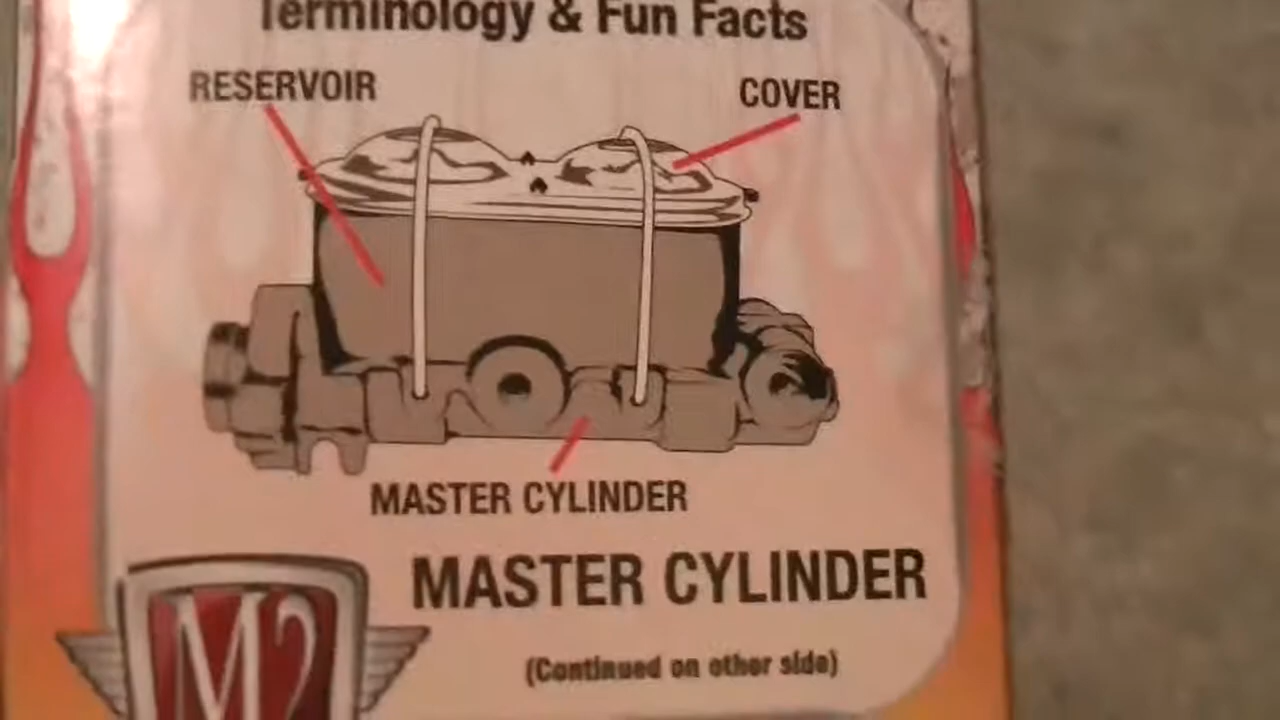 Terminology & Fun Facts
RESERVOIR
COVER
MASTER CYLINDER
MASTER CYLINDER
(Continued on other side)
M2